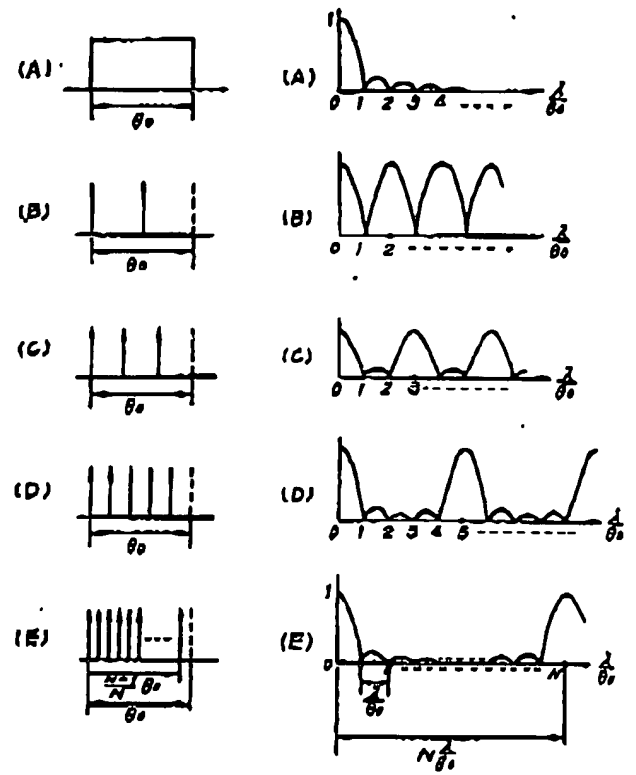 (A)
θ₀
(A)
1
0 1 2 3 4 -----
λ/θ₀
(B)
θ₀
(B)
0 1 2 -----
λ/θ₀
(C)
θ₀
(C)
0 1 2 3 -----
λ/θ₀
(D)
θ₀
(D)
0 1 2 3 4 5 -----
λ/θ₀
(E)
----
N-1/N θ₀
θ₀
(E)
1
0
N
λ/θ₀
λ/θ₀
N λ/θ₀